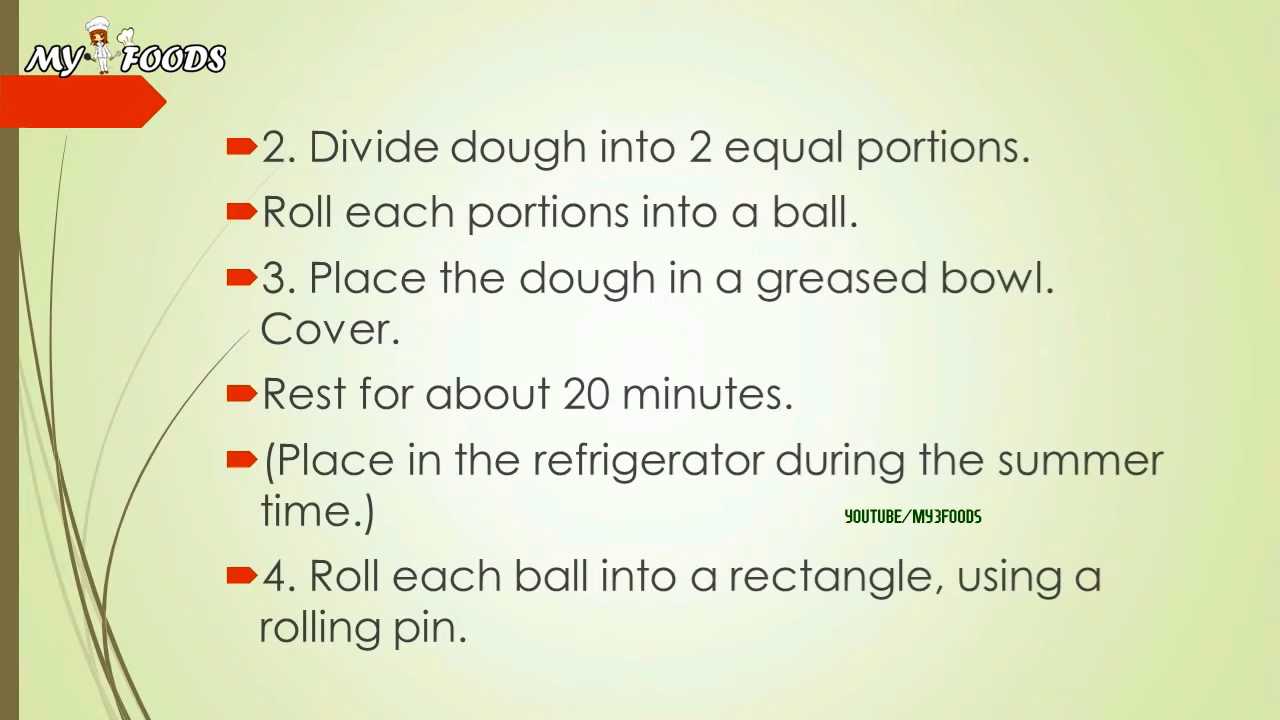 MY FOODS
2. Divide dough into 2 equal portions.
Roll each portions into a ball.
3. Place the dough in a greased bowl.
Cover.
Rest for about 20 minutes.
(Place in the refrigerator during the summer
time.)
YOUTUBE/MY3FOODS
4. Roll each ball into a rectangle, using a
rolling pin.